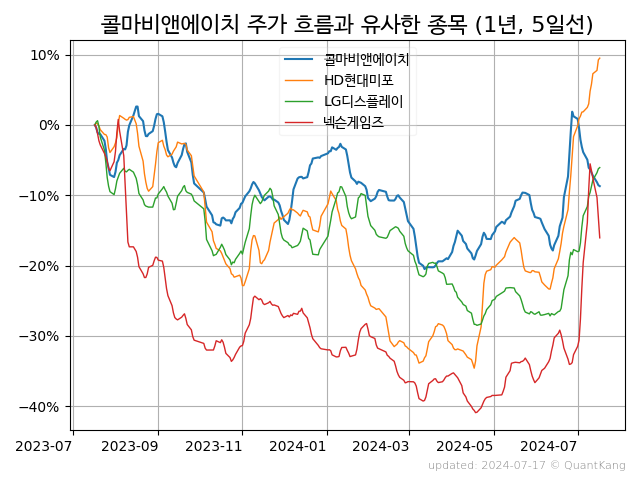 콜마비앤에이치 주가 흐름과 유사한 종목 (1년, 5일선)
콜마비앤에이치
HD현대미포
LG디스플레이
넥슨게임즈
10%
0%
−10%
−20%
−30%
−40%
2023-07
2023-09
2023-11
2024-01
2024-03
2024-05
2024-07
updated: 2024-07-17 © QuantKang